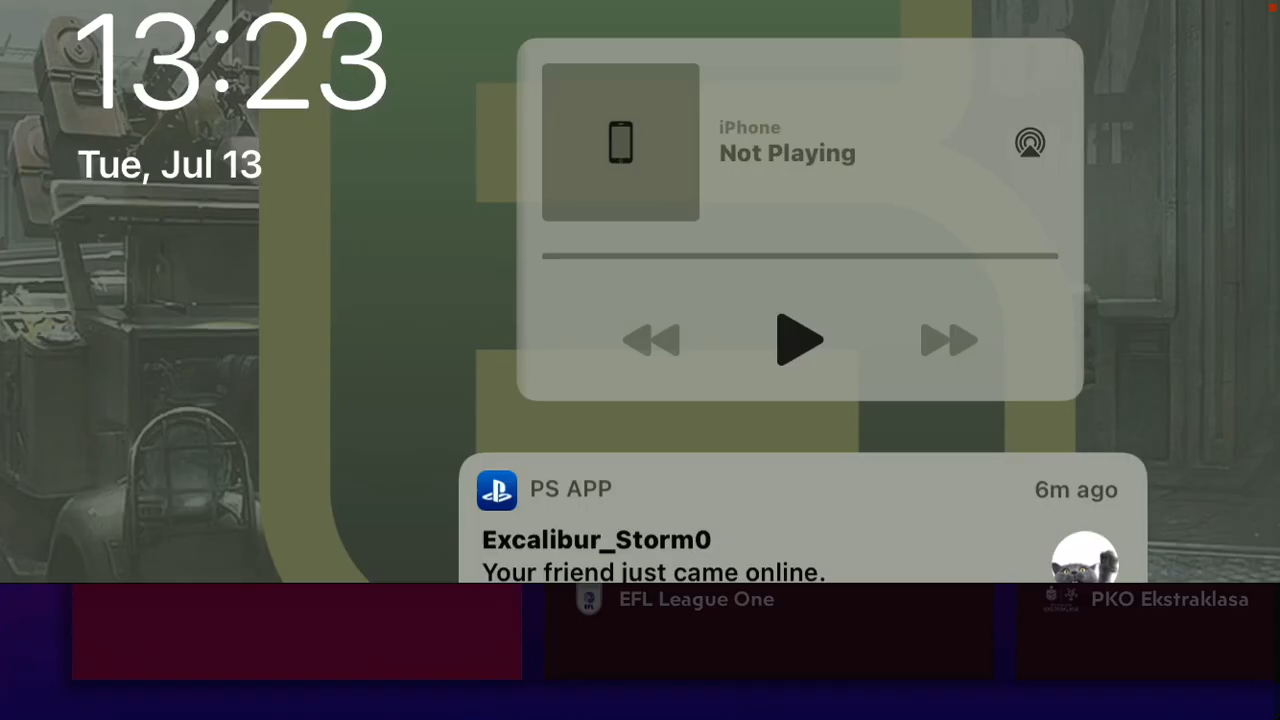 13:23
Tue, Jul 13
iPhone
Not Playing
PS APP
6m ago
Excalibur_Storm0
Your friend just came online.
EFL
EFL League One
PKO Ekstraklasa